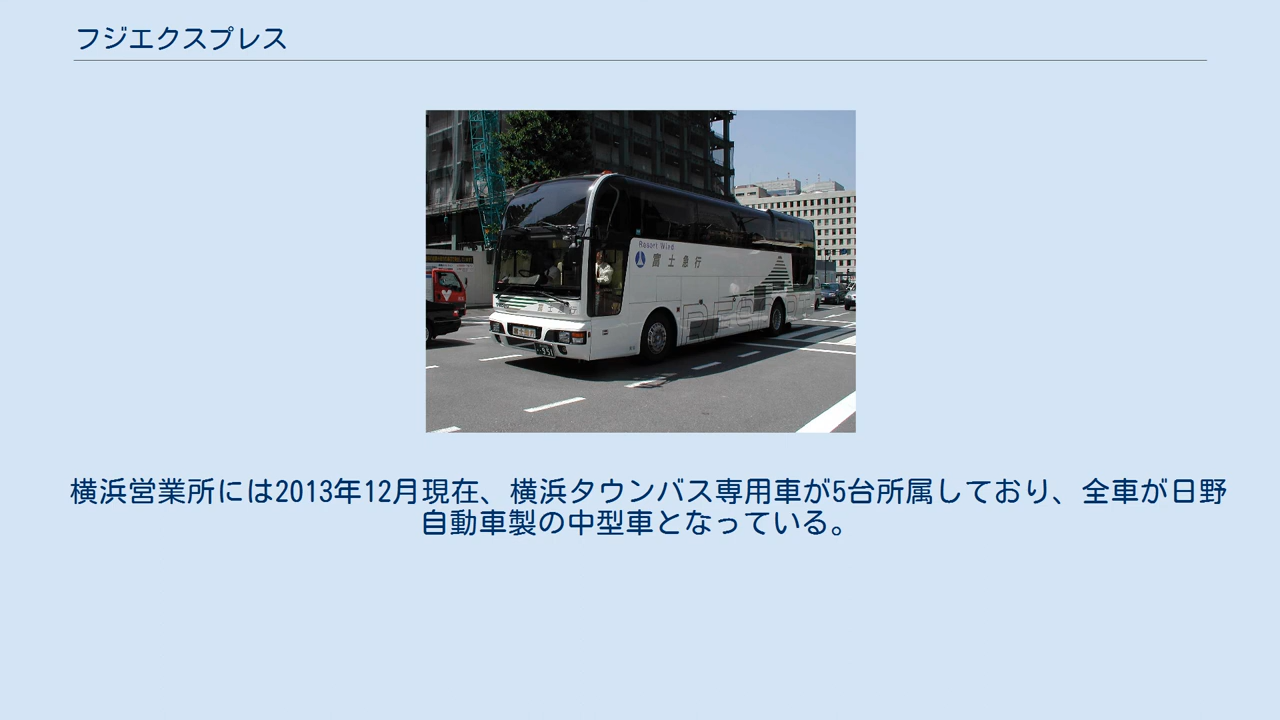 フジエクスプレス
Resort Wing
富士急行
横浜営業所には2013年12月現在、横浜タウンバス専用車が5台所属しており、全車が日野
自動車製の中型車となっている。